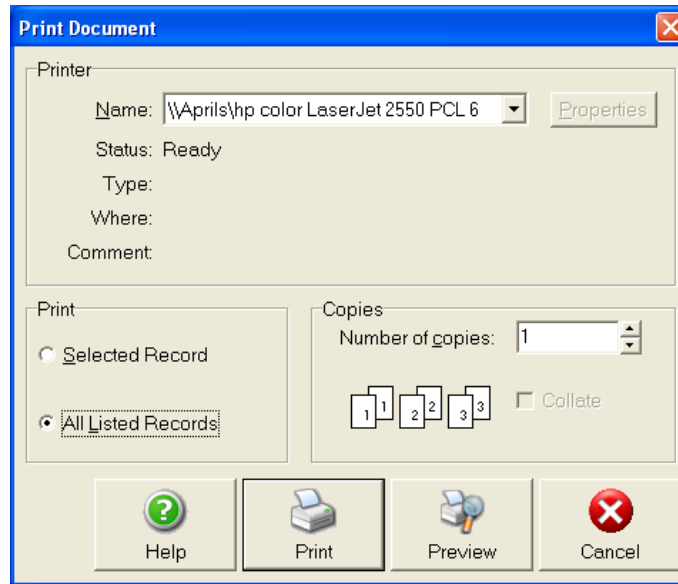 Print Document
Printer
Name: \\Aprils\hp color LaserJet 2550 PCL 6 Properties
Status: Ready
Type:
Where:
Comment:
Print
Selected Record
All Listed Records
Copies
Number of copies: 1
1 1 2 2 3 3 Collate
Help Print Preview Cancel